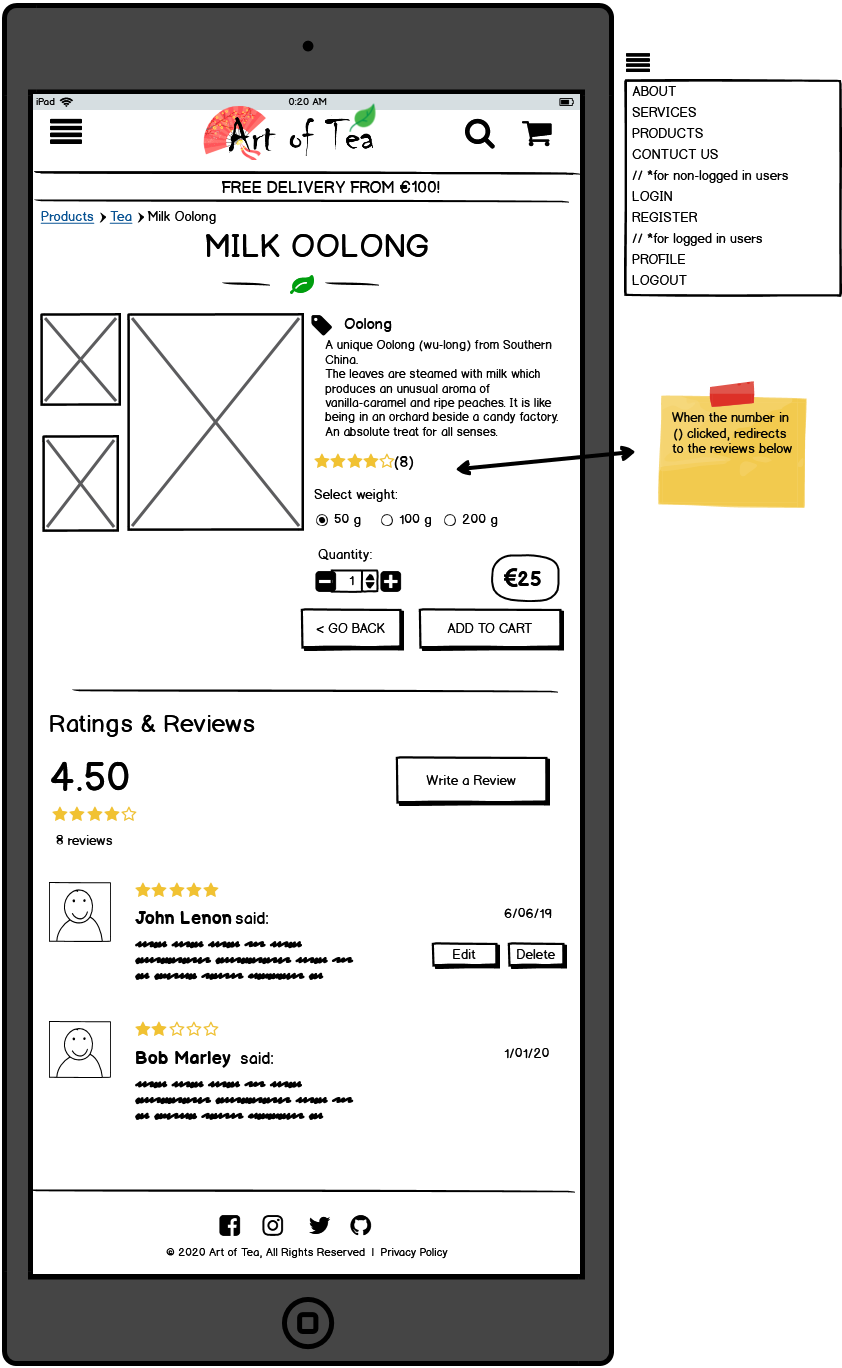 iPad
0:20 AM
Art of Tea
FREE DELIVERY FROM €100!
Products > Tea > Milk Oolong
MILK OOLONG
Oolong
A unique Oolong (wu-long) from Southern
China.
The leaves are steamed with milk which
produces an unusual aroma of
vanilla-caramel and ripe peaches. It is like
being in an orchard beside a candy factory.
An absolute treat for all senses.
(8)
Select weight:
50 g 100 g 200 g
Quantity:
1
€25
< GO BACK
ADD TO CART
Ratings & Reviews
4.50
Write a Review
8 reviews
John Lenon said:
6/06/19
Edit
Delete
Bob Marley said:
1/01/20
© 2020 Art of Tea, All Rights Reserved | Privacy Policy
ABOUT
SERVICES
PRODUCTS
CONTUCT US
// *for non-logged in users
LOGIN
REGISTER
// *for logged in users
PROFILE
LOGOUT
When the number in
() clicked, redirects
to the reviews below